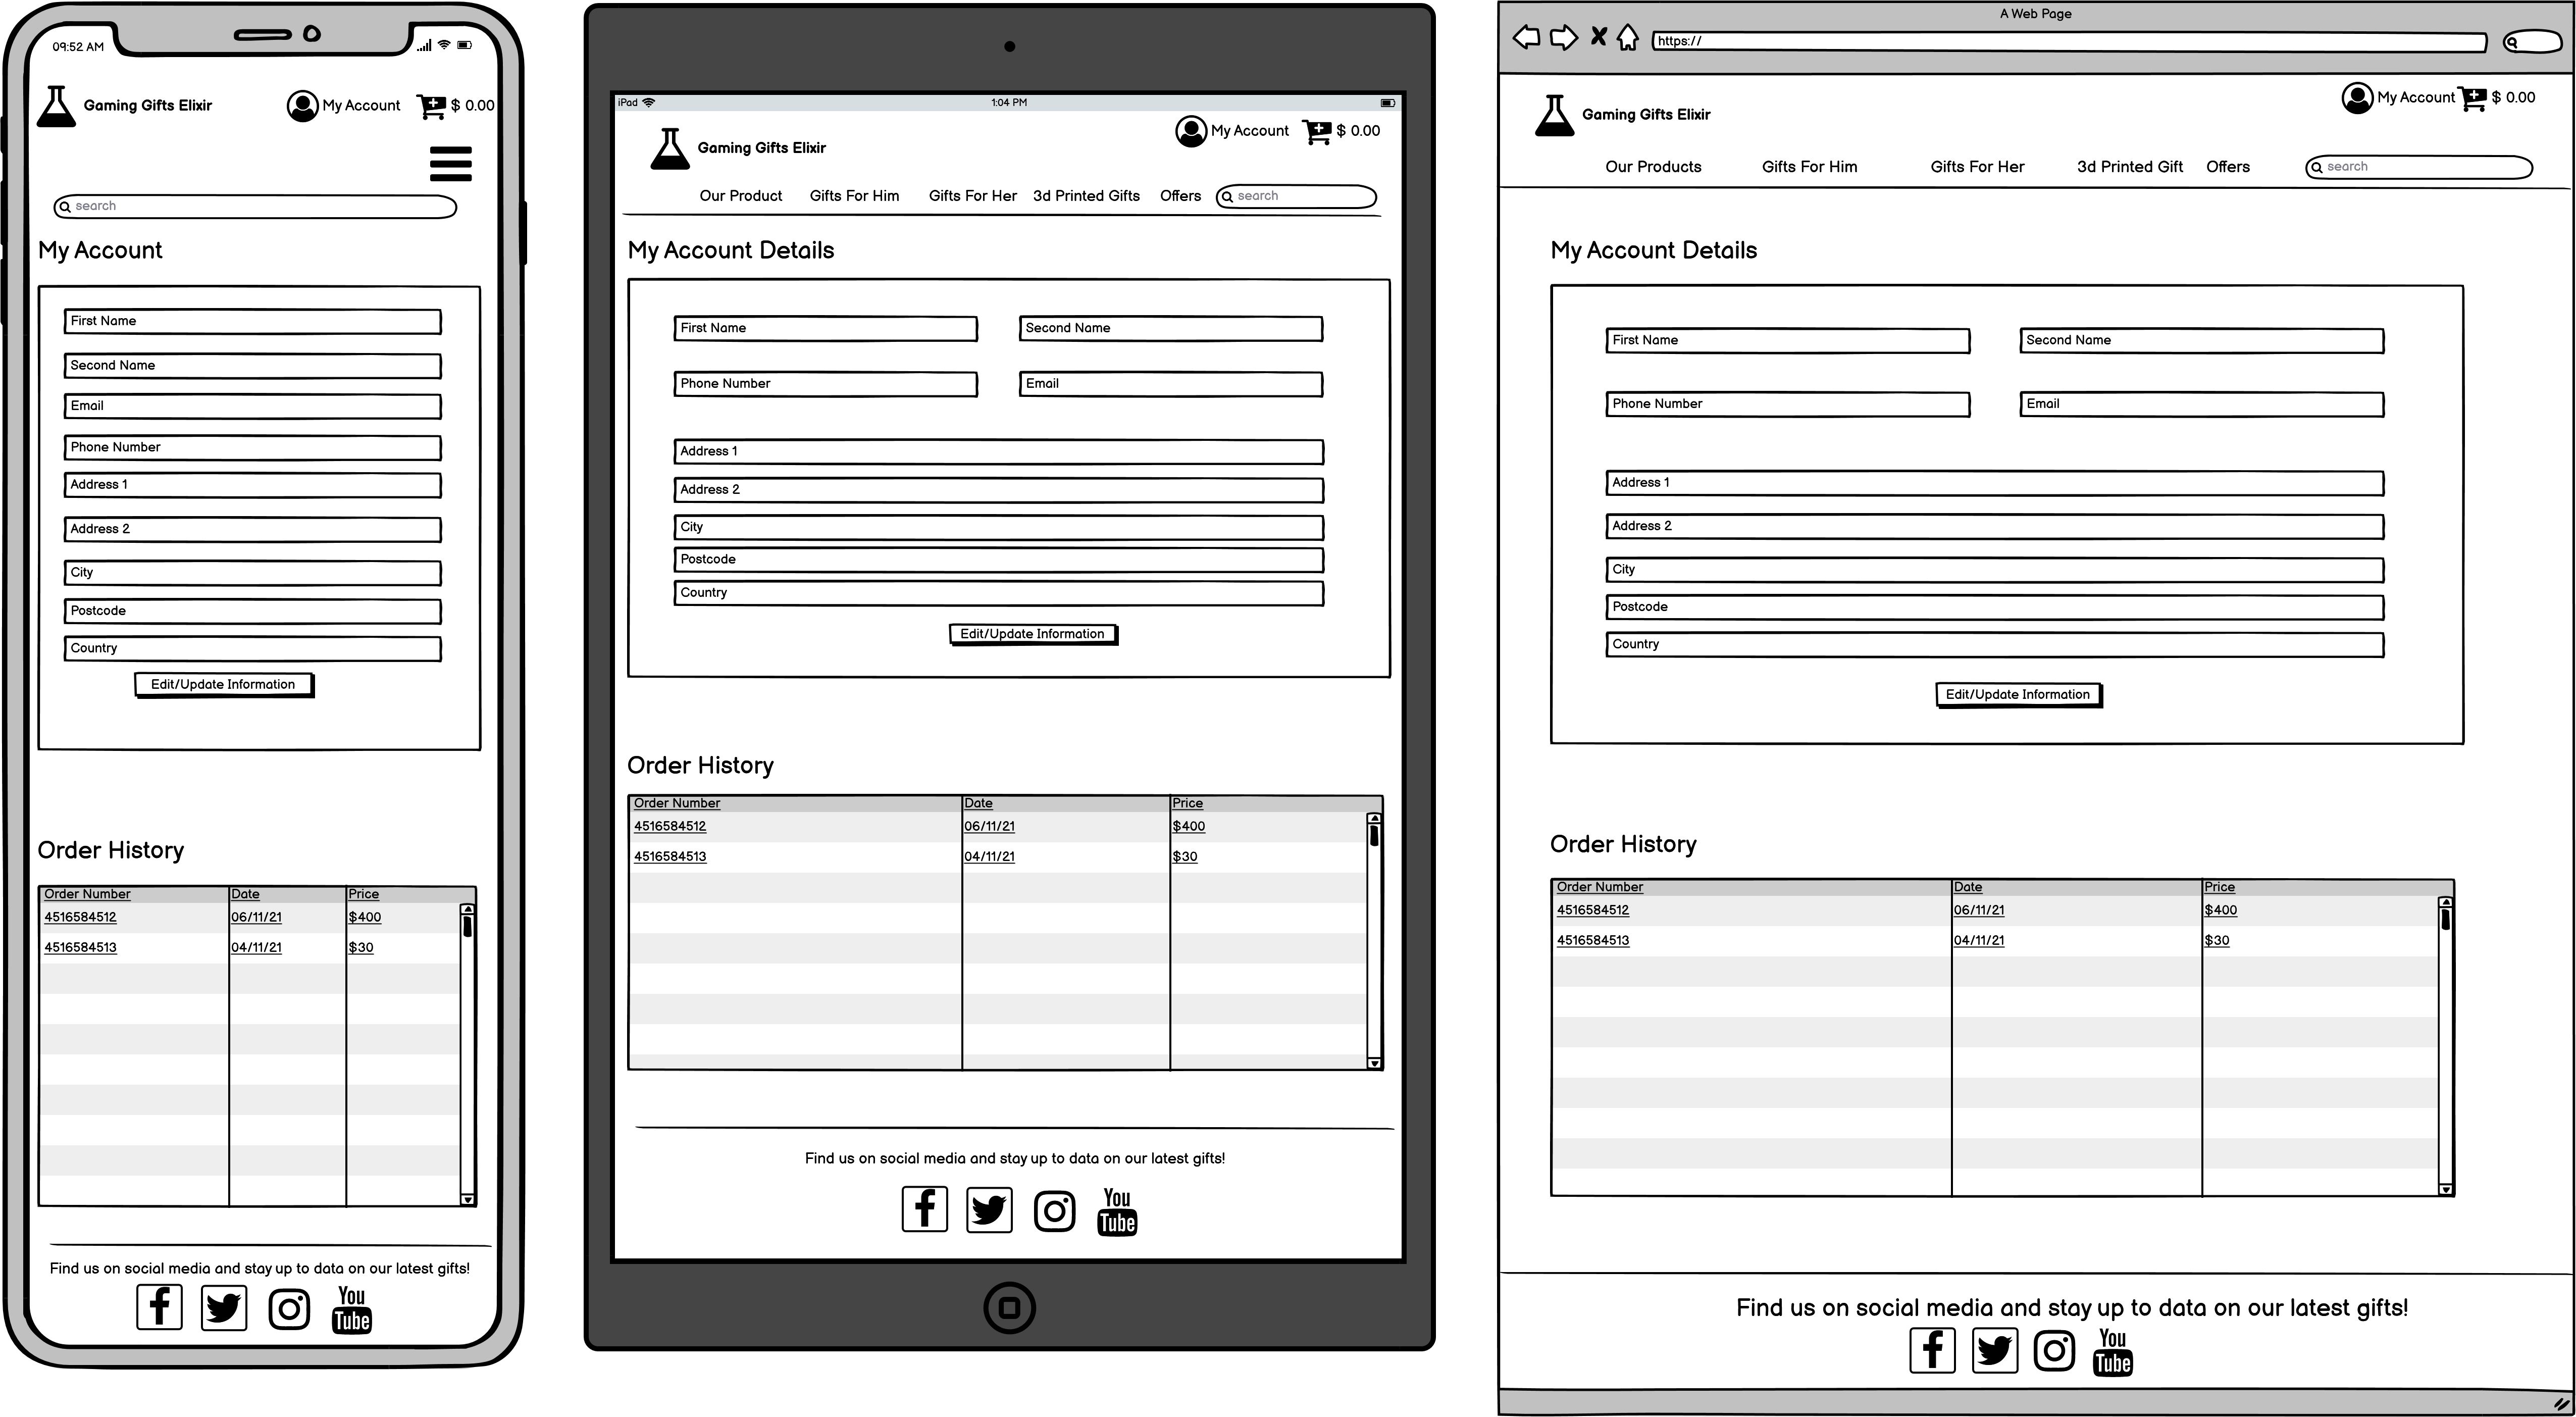 09:52 AM
Gaming Gifts Elixir
My Account
$ 0.00
search
My Account
First Name
Second Name
Email
Phone Number
Address 1
Address 2
City
Postcode
Country
Edit/Update Information
Order History
Order Number Date Price
4516584512 06/11/21 $400
4516584513 04/11/21 $30
Find us on social media and stay up to data on our latest gifts!
You
Tube
iPad
1:04 PM
Gaming Gifts Elixir
My Account
$ 0.00
Our Product Gifts For Him Gifts For Her 3d Printed Gifts Offers search
My Account Details
First Name Second Name
Phone Number Email
Address 1
Address 2
City
Postcode
Country
Edit/Update Information
Order History
Order Number Date Price
4516584512 06/11/21 $400
4516584513 04/11/21 $30
Find us on social media and stay up to data on our latest gifts!
You
Tube
A Web Page
https://
Gaming Gifts Elixir
My Account
$ 0.00
Our Products Gifts For Him Gifts For Her 3d Printed Gift Offers search
My Account Details
First Name Second Name
Phone Number Email
Address 1
Address 2
City
Postcode
Country
Edit/Update Information
Order History
Order Number Date Price
4516584512 06/11/21 $400
4516584513 04/11/21 $30
Find us on social media and stay up to data on our latest gifts!
You
Tube